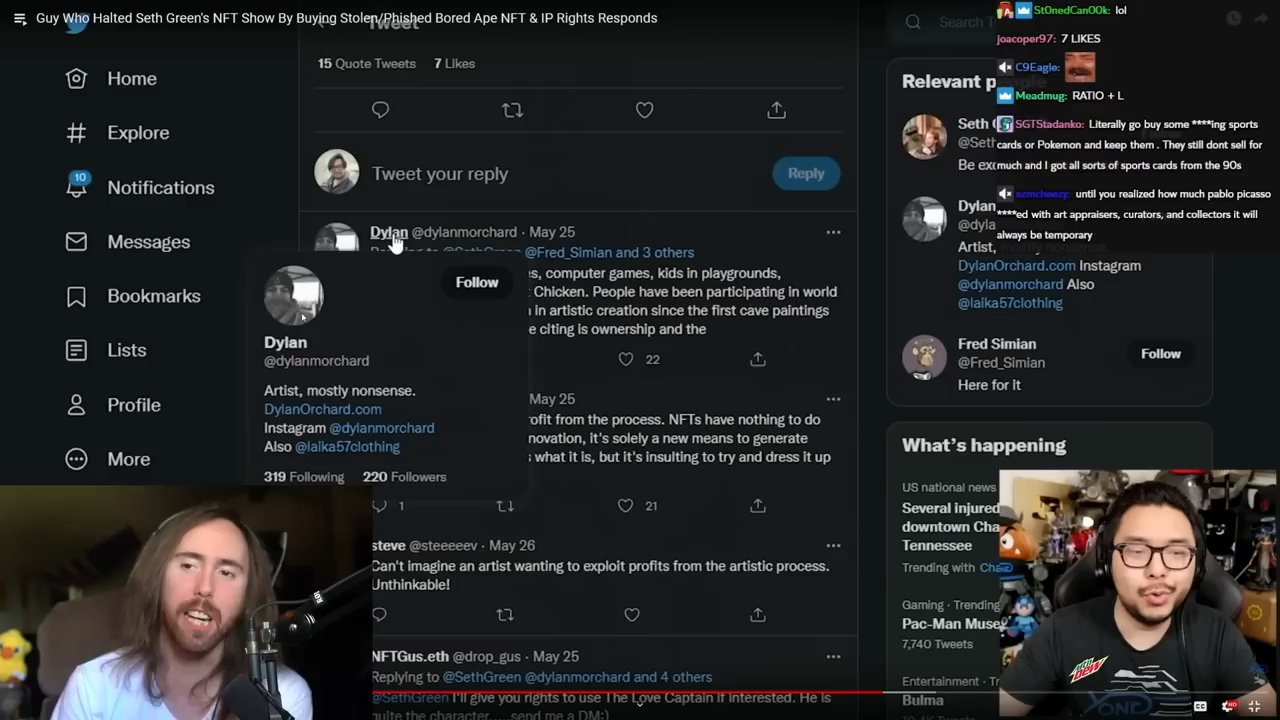 Guy Who Halted Seth Green's NFT Show By Buying Stolen/Phished Bored Ape NFT & IP Rights Responds
Tweet
Home
Explore
10
Notifications
Messages
Bookmarks
Lists
Profile
More
15 Quote Tweets 7 Likes
Tweet your reply
Reply
Dylan @dylanmorchard · May 25
@SethGreen @Fred_Simian and 3 others
es, computer games, kids in playgrounds,
Chicken. People have been participating in world
n in artistic creation since the first cave paintings
e citing is ownership and the
22
May 25
ofit from the process. NFTs have nothing to do
novation, it's solely a new means to generate
s what it is, but it's insulting to try and dress it up
1
21
Follow
Dylan
@dylanmorchard
Artist, mostly nonsense.
DylanOrchard.com
Instagram @dylanmorchard
Also @laika57clothing
319 Following 220 Followers
steve @steeeeev · May 26
Can't imagine an artist wanting to exploit profits from the artistic process.
Unthinkable!
NFTGus.eth @drop_gus · May 25
Replying to @SethGreen @dylanmorchard and 4 others
@SethGreen I'll give you rights to use The Love Captain if interested. He is
quite the character.....send me a DM:)
Search T
Relevant pe
Seth
@Seth
Be ex
Dylan
@dyla
Artist,
DylanOrchard.com Instagram
@dylanmorchard Also
@laika57clothing
Fred Simian
@Fred_Simian
Here for it
Follow
What's happening
US national news
Several injured
downtown Cha
Tennessee
Trending with Cha
Gaming · Trending
Pac-Man Muse
7,740 Tweets
Entertainment · Tr
Bulma
St0nedCan00k: lol
joacoper97: 7 LIKES
C9Eagle:
Meadmug: RATIO + L
SGTStadanko: Literally go buy some ****ing sports
cards or Pokemon and keep them . They still dont sell for
much and I got all sorts of sports cards from the 90s
azmcheezy: until you realized how much pablo picasso
****ed with art appraisers, curators, and collectors it will
always be temporary
MTN DEW
CC
HD